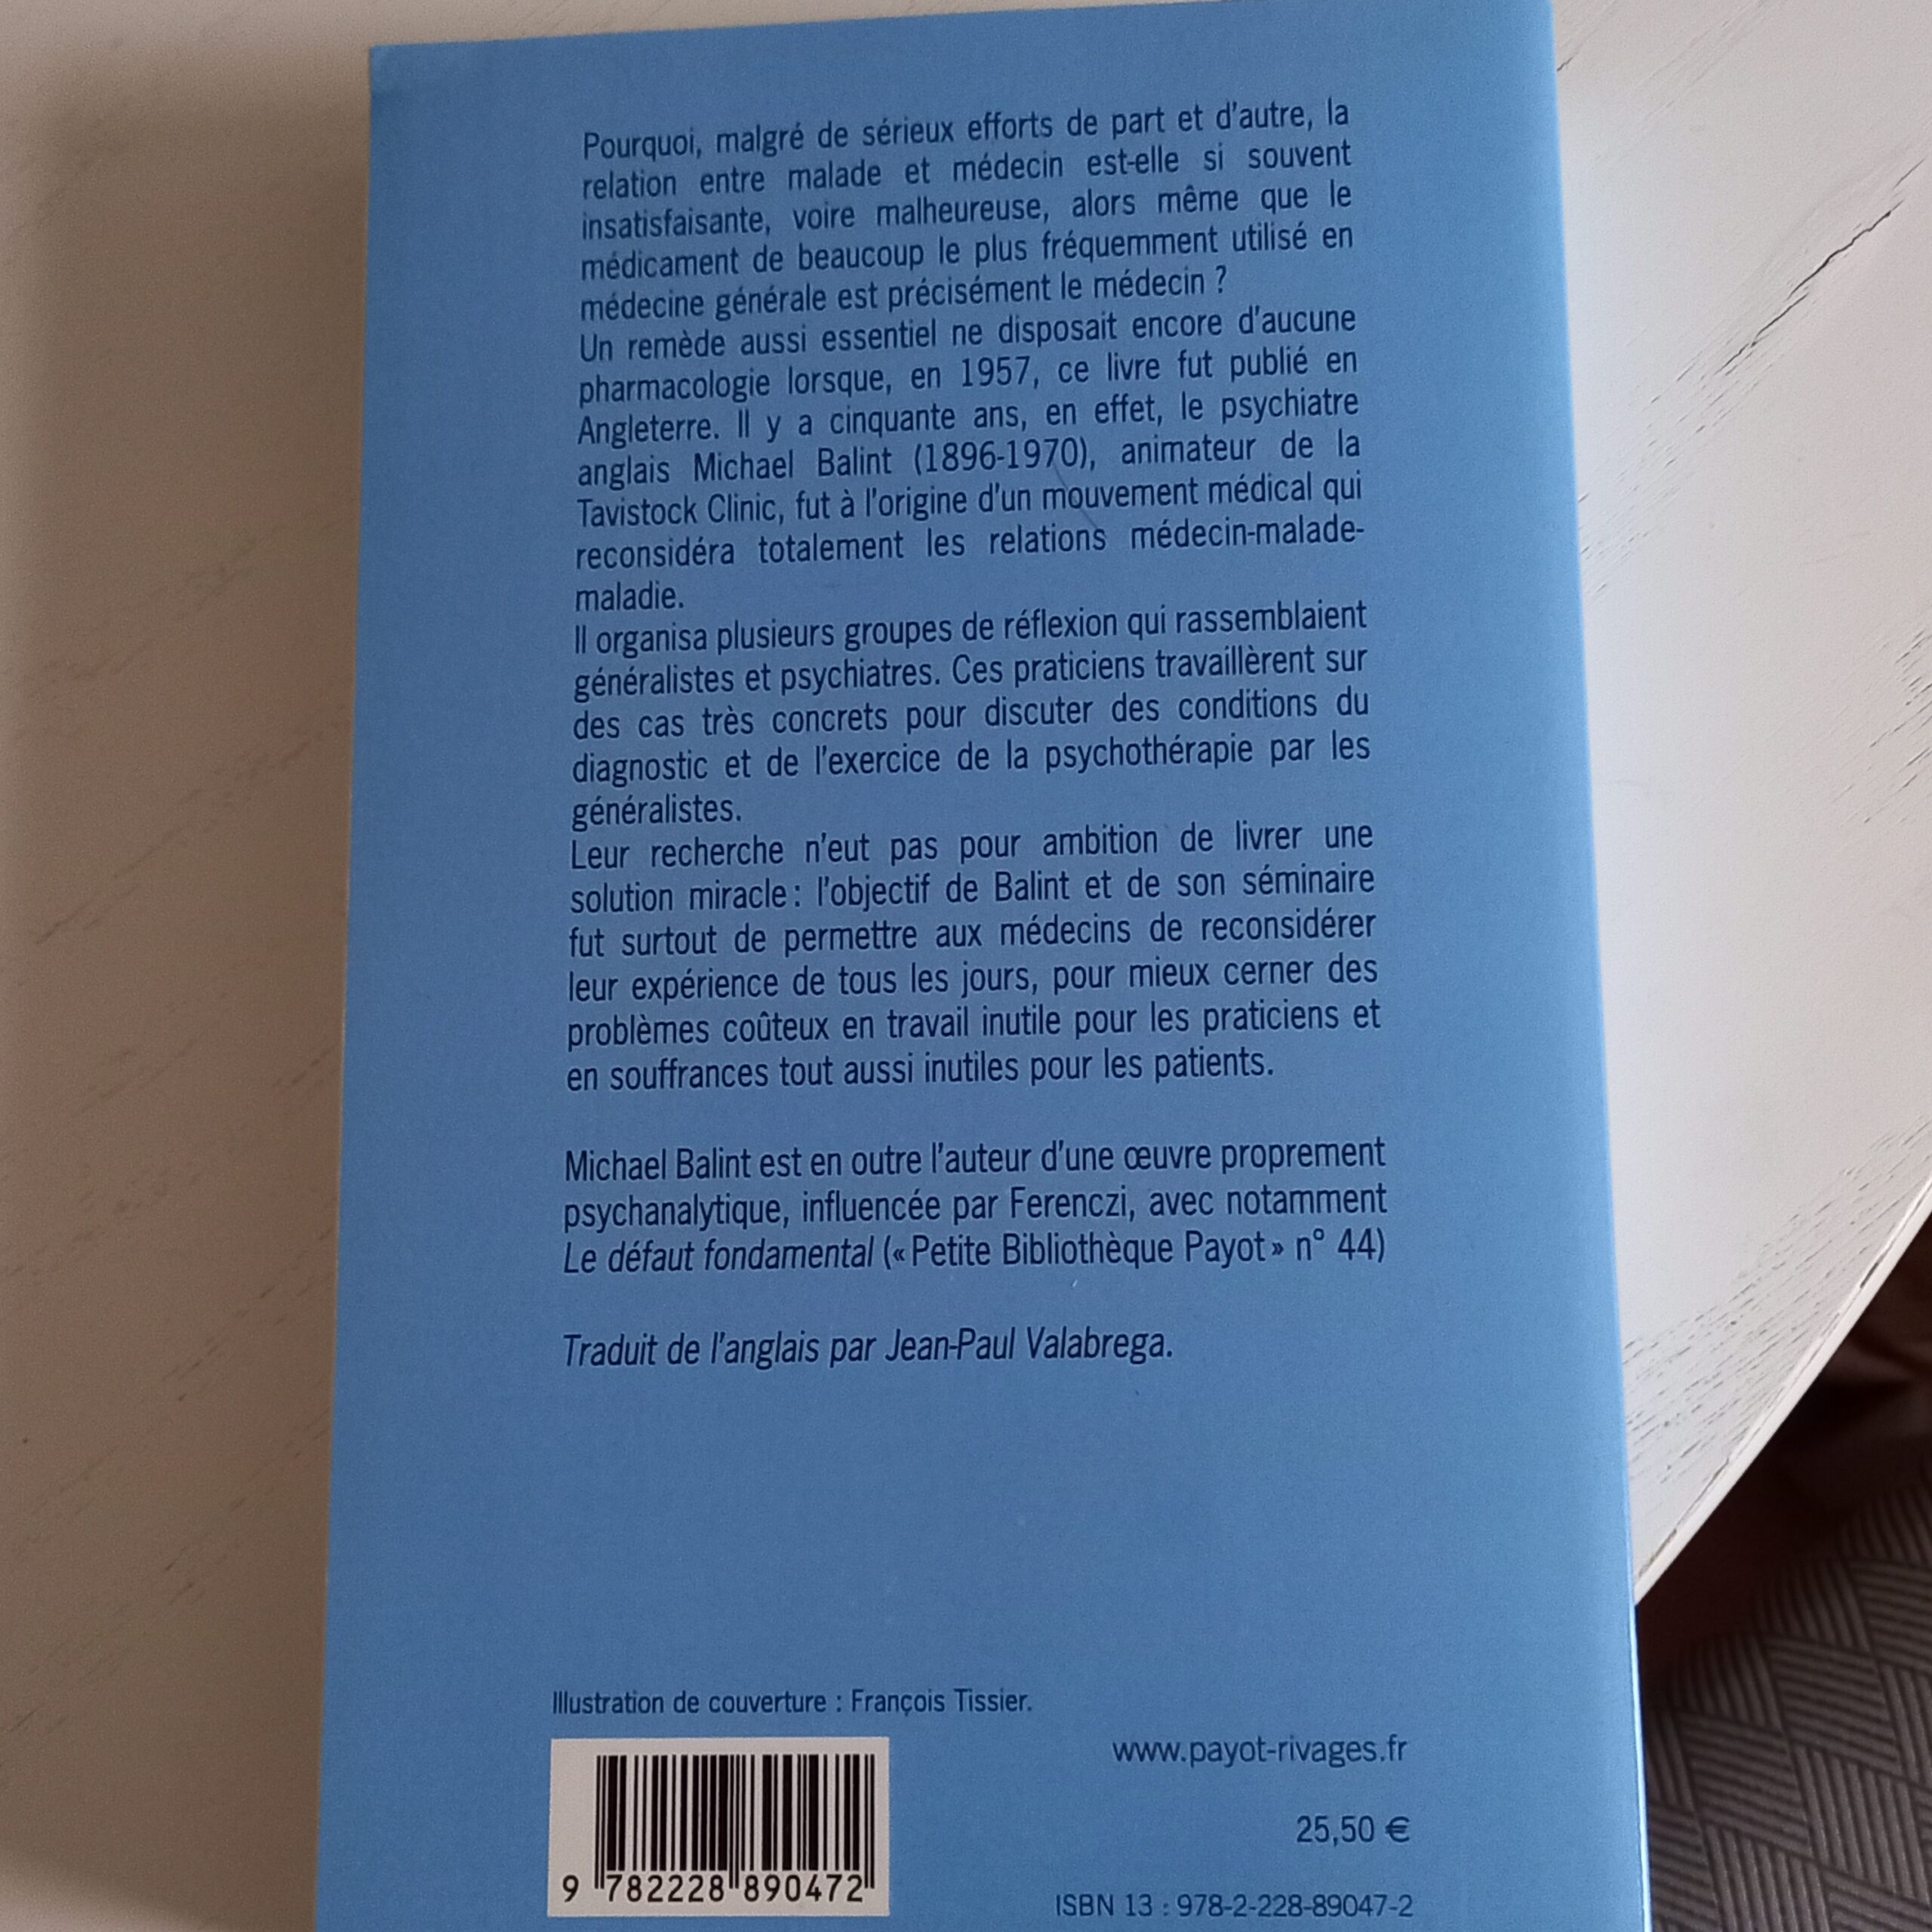 Pourquoi, malgré de sérieux efforts de part et d'autre, la
relation entre malade et médecin est-elle si souvent
insatisfaisante, voire malheureuse, alors même que le
médicament de beaucoup le plus fréquemment utilisé en
médecine générale est précisément le médecin ?
Un remède aussi essentiel ne disposait encore d'aucune
pharmacologie lorsque, en 1957, ce livre fut publié en
Angleterre. Il y a cinquante ans, en effet, le psychiatre
anglais Michael Balint (1896-1970), animateur de la
Tavistock Clinic, fut à l'origine d'un mouvement médical qui
reconsidéra totalement les relations médecin-malade-
maladie.
Il organisa plusieurs groupes de réflexion qui rassemblaient
généralistes et psychiatres. Ces praticiens travaillèrent sur
des cas très concrets pour discuter des conditions du
diagnostic et de l'exercice de la psychothérapie par les
généralistes.
Leur recherche n'eut pas pour ambition de livrer une
solution miracle : l'objectif de Balint et de son séminaire
fut surtout de permettre aux médecins de reconsidérer
leur expérience de tous les jours, pour mieux cerner des
problèmes coûteux en travail inutile pour les praticiens et
en souffrances tout aussi inutiles pour les patients.
Michael Balint est en outre l'auteur d'une œuvre proprement
psychanalytique, influencée par Ferenczi, avec notamment
Le défaut fondamental (« Petite Bibliothèque Payot » n° 44)
Traduit de l'anglais par Jean-Paul Valabrega.
Illustration de couverture : François Tissier.
www.payot-rivages.fr
25,50 €
9 782228 890472
ISBN 13 : 978-2-228-89047-2